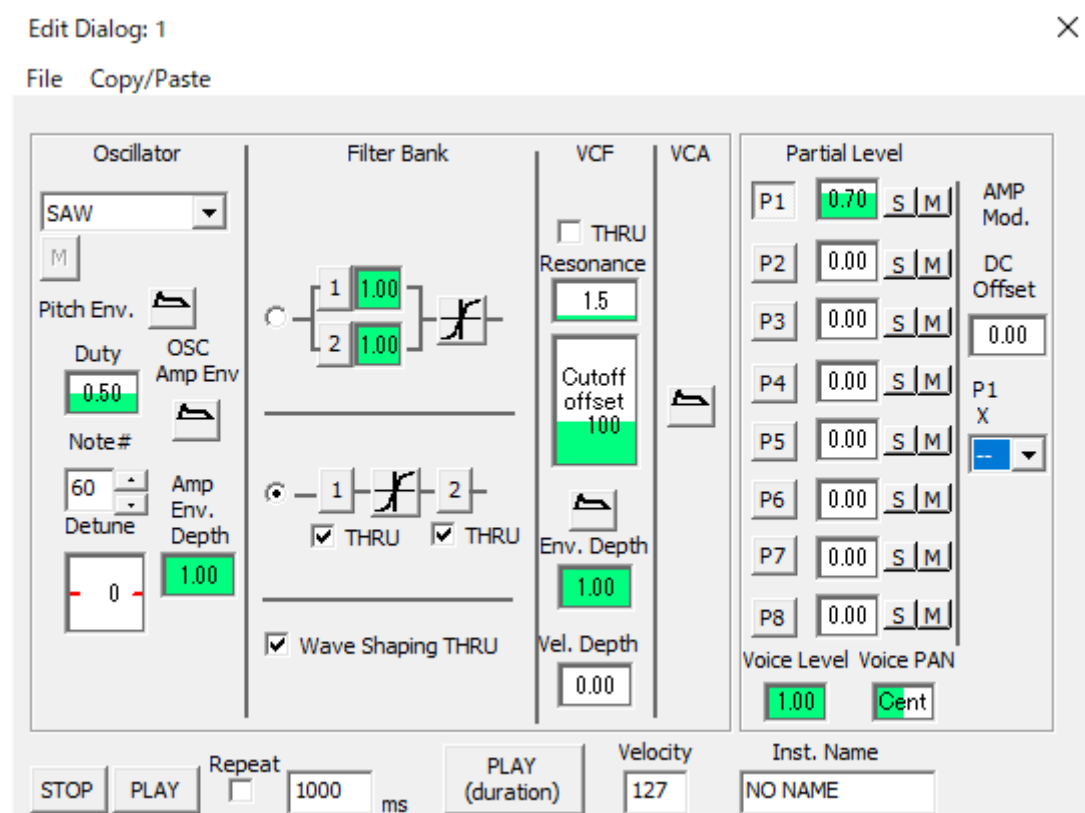 Edit Dialog: 1
File Copy/Paste
Oscillator Filter Bank VCF VCA Partial Level
SAW
M
Pitch Env.
Duty
0.50
OSC
Amp Env
Note#
60
Detune
0
Amp
Env.
Depth
1.00
1 1.00
2 1.00
1 2
THRU THRU
Wave Shaping THRU
THRU
Resonance
1.5
Cutoff
offset
100
Env. Depth
1.00
Vel. Depth
0.00
P1 0.70 S M
P2 0.00 S M
P3 0.00 S M
P4 0.00 S M
P5 0.00 S M
P6 0.00 S M
P7 0.00 S M
P8 0.00 S M
AMP
Mod.
DC
Offset
0.00
P1
X
--
Voice Level Voice PAN
1.00 Cent
STOP PLAY
Repeat
1000 ms
PLAY
(duration)
Velocity
127
Inst. Name
NO NAME